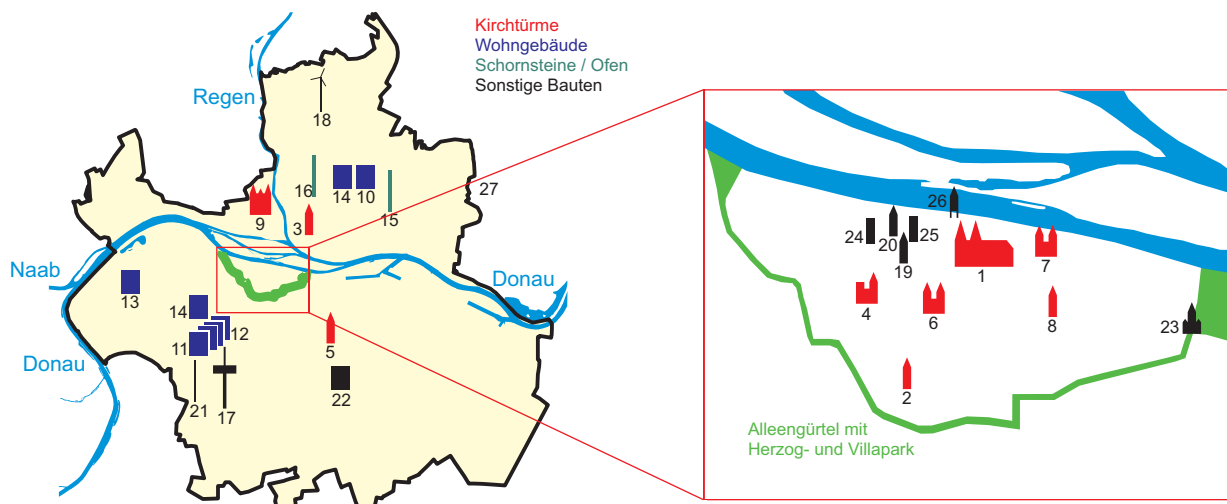 Kirchtürme
Wohngebäude
Schornsteine / Ofen
Sonstige Bauten
Regen
18
16
14
10
15
27
9
3
Naab
Donau
13
14
12
11
5
Donau
21
17
22
26
24
20
25
19
1
7
4
6
8
23
2
Alleengürtel mit
Herzog- und Villapark